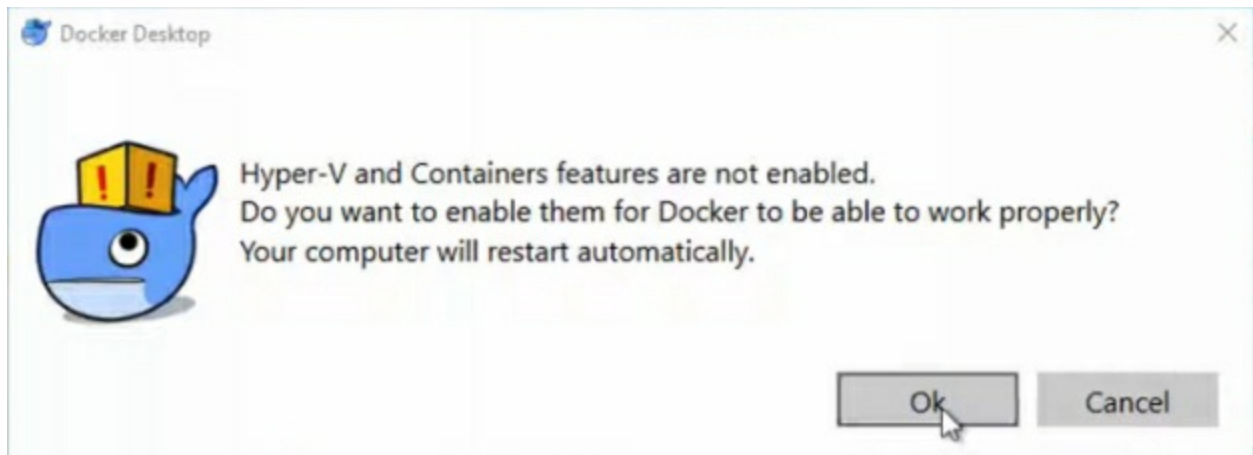 Docker Desktop
! !
Hyper-V and Containers features are not enabled.
Do you want to enable them for Docker to be able to work properly?
Your computer will restart automatically.
Ok Cancel